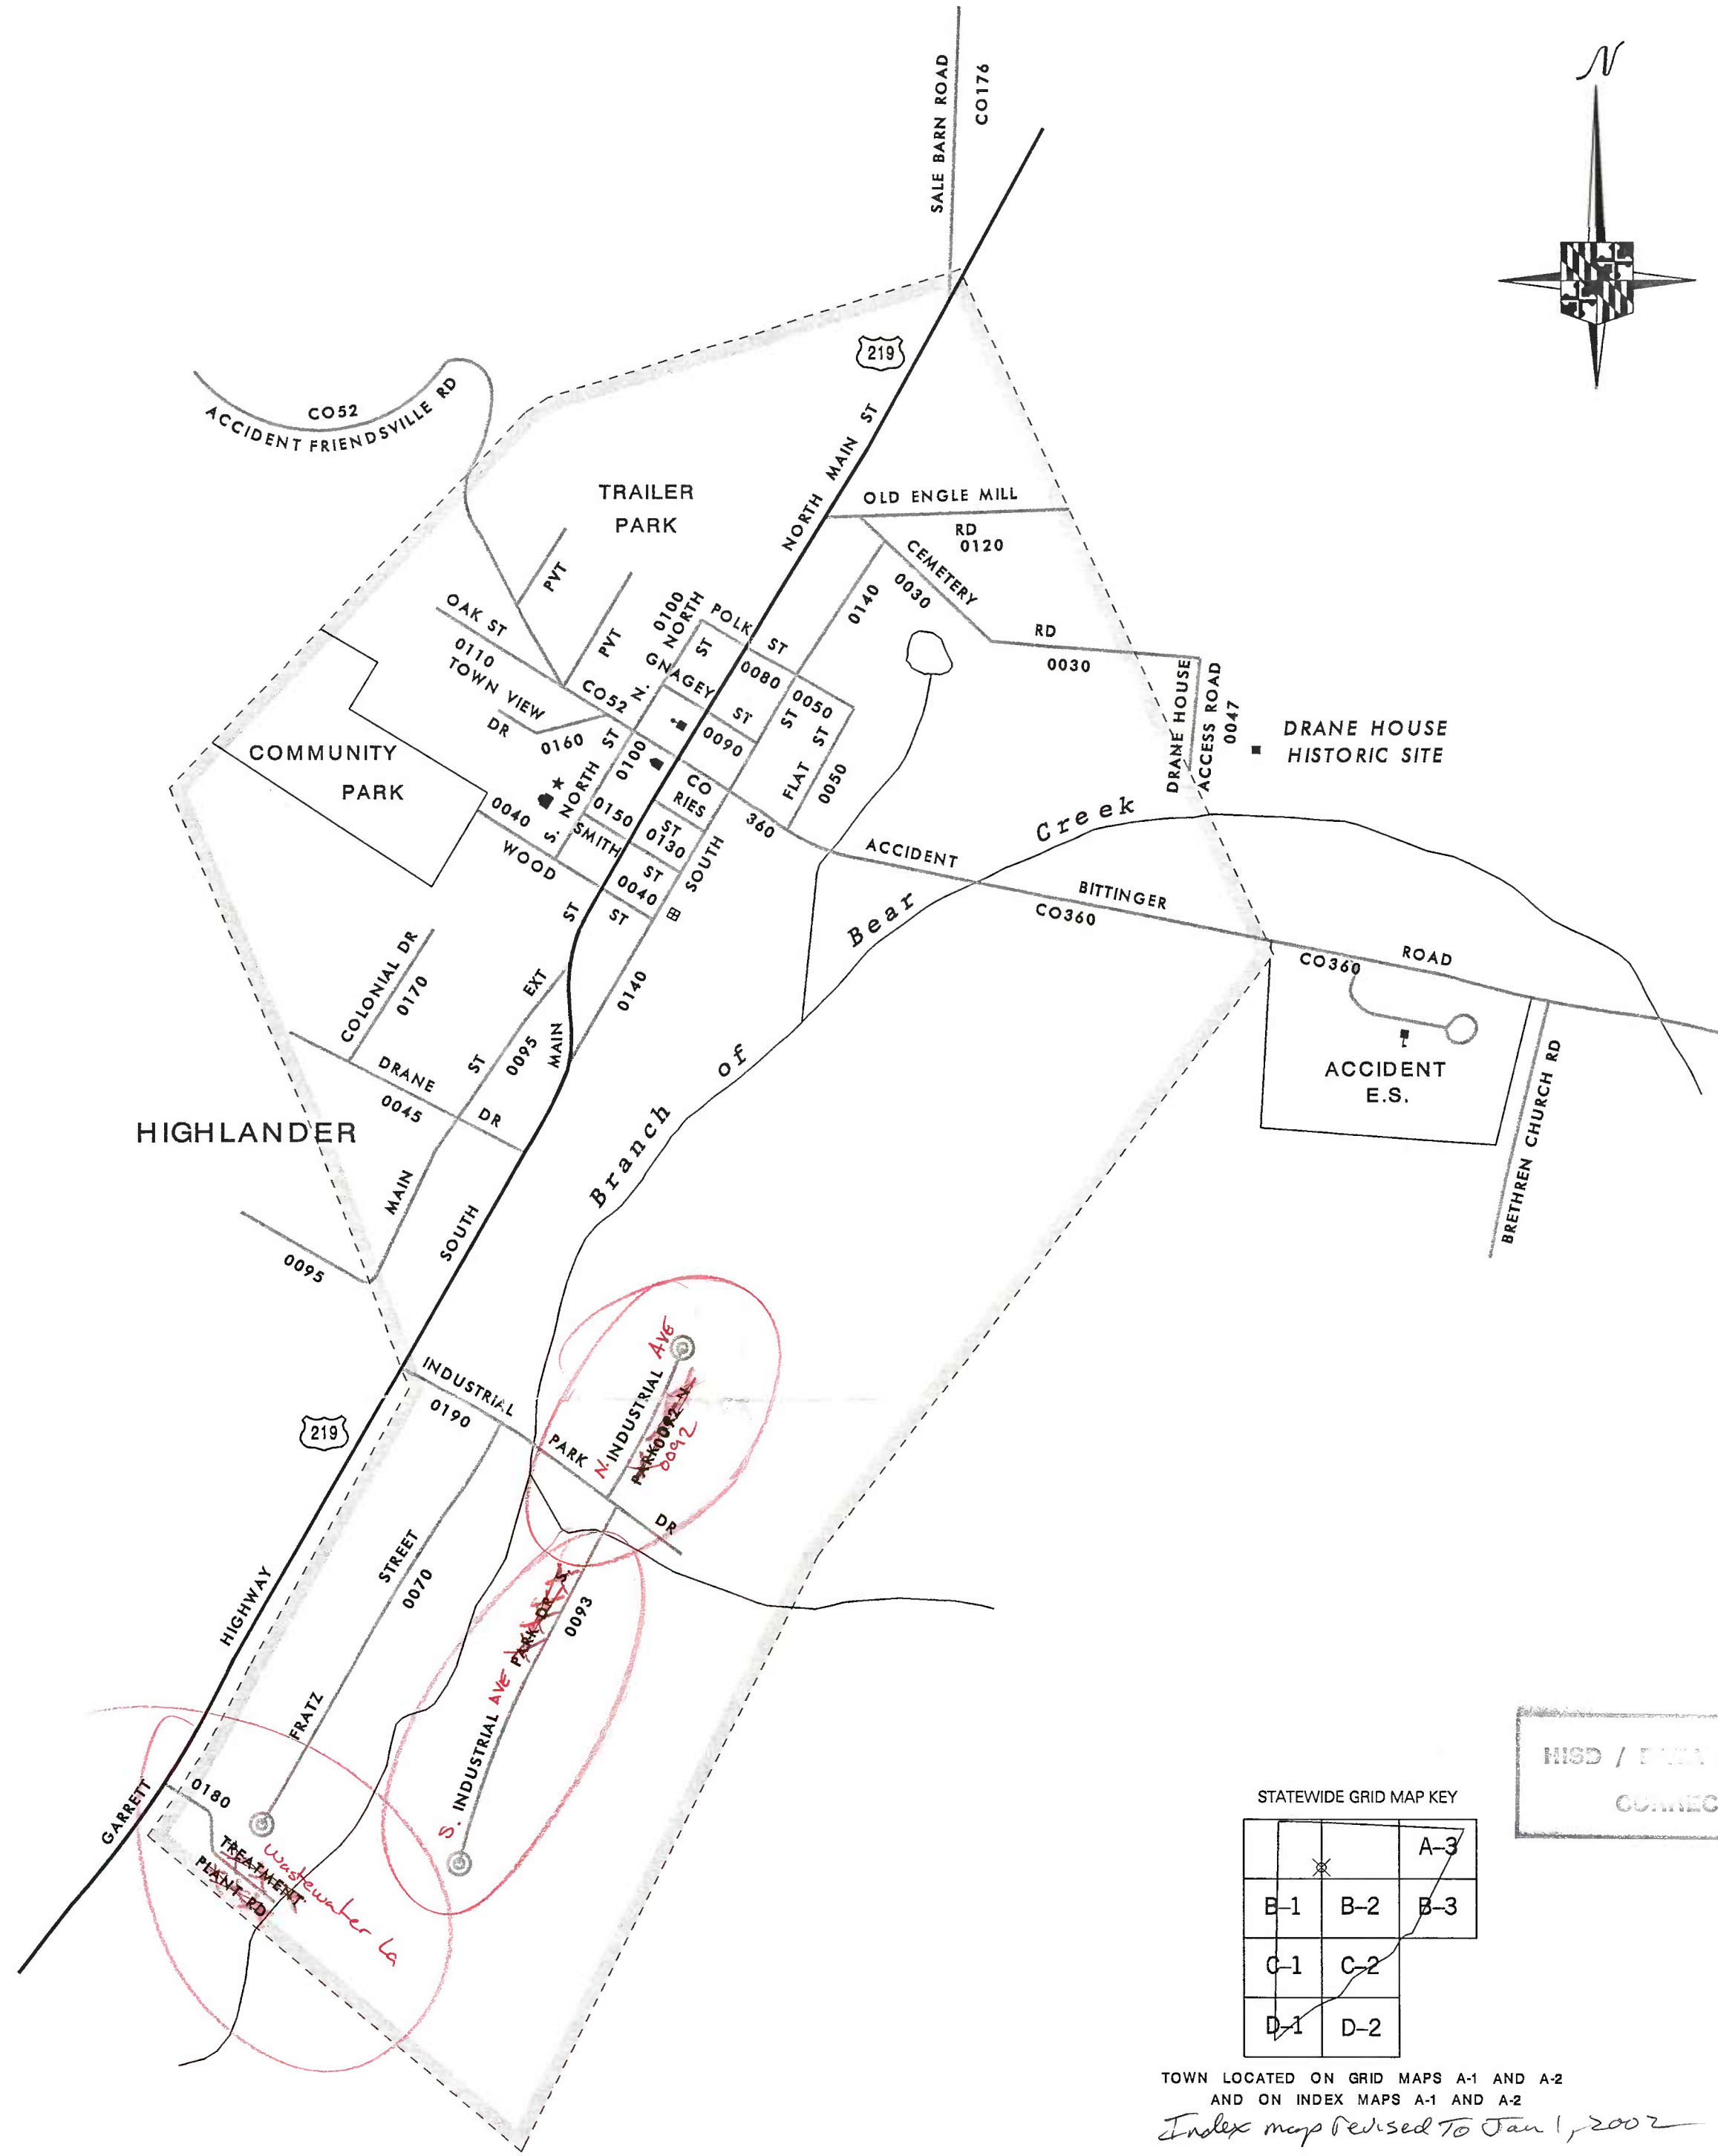 N
SALE BARN ROAD
CO176
219
CO52
ACCIDENT FRIENDSVILLE RD
NORTH MAIN ST
TRAILER
PARK
OLD ENGLE MILL
RD
0120
CEMETERY
0030
RD
0030
PVT
PVT
OAK ST
0110
TOWN VIEW
DR
0160
CO52
0100
N. NORTH ST
POLK ST
0080
0050
GNAGEY ST
0090
0140
FLAT ST
0050
ST
DRANE HOUSE
ACCESS ROAD
0047
DRANE HOUSE
HISTORIC SITE
COMMUNITY
PARK
S. NORTH ST
0100
0040
WOOD ST
0040
0150
SMITH ST
CO
360
RIES
ST
0130
SOUTH
0140
ACCIDENT BITTINGER ROAD
CO360
CO360
Branch of Bear Creek
ACCIDENT
E.S.
BRETHREN CHURCH RD
COLONIAL DR
0170
DRANE DR
0045
MAIN ST EXT
0095
SOUTH MAIN ST
HIGHLANDER
0095
INDUSTRIAL PARK DR
0190
219
N. INDUSTRIAL AVE
PARK 0092 N.
0092
STREET
FRATZ
0070
S. INDUSTRIAL AVE PARK DR S.
0093
GARRETT HIGHWAY
0180
TREATMENT
PLANT RD
Wastewater La
HISD /
STATEWIDE GRID MAP KEY
A-3
B-1 B-2 B-3
C-1 C-2
D-1 D-2
TOWN LOCATED ON GRID MAPS A-1 AND A-2
AND ON INDEX MAPS A-1 AND A-2
Index map revised To Jan 1, 2002